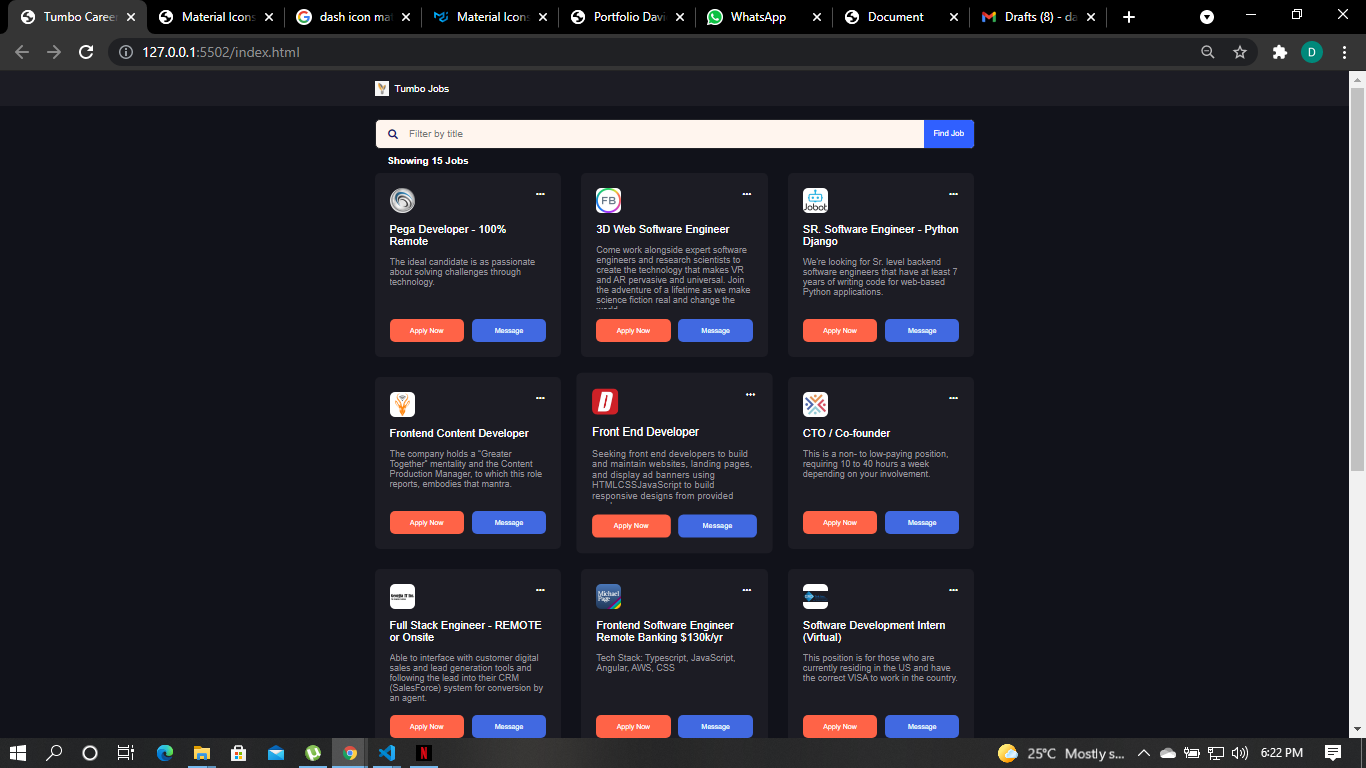 Tumbo Career
Material Icons
dash icon mat
Material Icons
Portfolio Davi
WhatsApp
Document
Drafts (8) - da
127.0.0.1:5502/index.html
D
Tumbo Jobs
Filter by title
Find Job
Showing 15 Jobs
Pega Developer - 100%
Remote
The ideal candidate is as passionate
about solving challenges through
technology.
Apply Now
Message
FB
3D Web Software Engineer
Come work alongside expert software
engineers and research scientists to
create the technology that makes VR
and AR pervasive and universal. Join
the adventure of a lifetime as we make
science fiction real and change the
Apply Now
Message
Jobot
SR. Software Engineer - Python
Django
We're looking for Sr. level backend
software engineers that have at least 7
years of writing code for web-based
Python applications.
Apply Now
Message
Frontend Content Developer
The company holds a "Greater
Together" mentality and the Content
Production Manager, to which this role
reports, embodies that mantra.
Apply Now
Message
D
Front End Developer
Seeking front end developers to build
and maintain websites, landing pages,
and display ad banners using
HTMLCSSJavaScript to build
responsive designs from provided
Apply Now
Message
CTO / Co-founder
This is a non- to low-paying position,
requiring 10 to 40 hours a week
depending on your involvement.
Apply Now
Message
Full Stack Engineer - REMOTE
or Onsite
Able to interface with customer digital
sales and lead generation tools and
following the lead into their CRM
(SalesForce) system for conversion by
an agent.
Apply Now
Message
Michael
Page
Frontend Software Engineer
Remote Banking $130k/yr
Tech Stack: Typescript, JavaScript,
Angular, AWS, CSS
Apply Now
Message
Software Development Intern
(Virtual)
This position is for those who are
currently residing in the US and have
the correct VISA to work in the country.
Apply Now
Message
N
25°C Mostly s...
6:22 PM